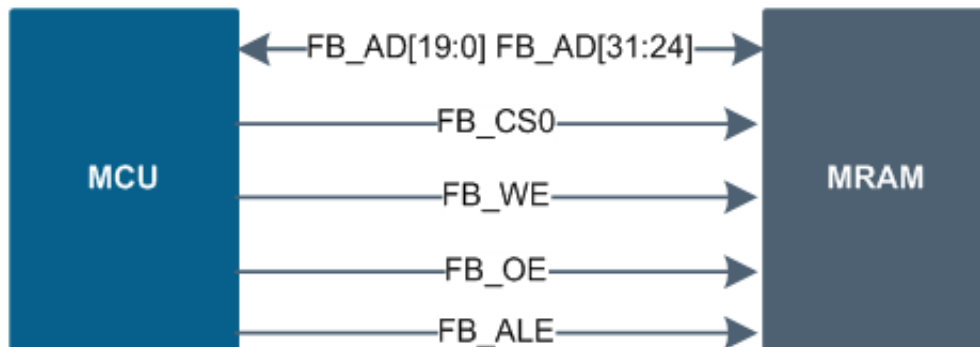 FB_AD[19:0] FB_AD[31:24]
FB_CS0
MCU
MRAM
FB_WE
FB_OE
FB_ALE